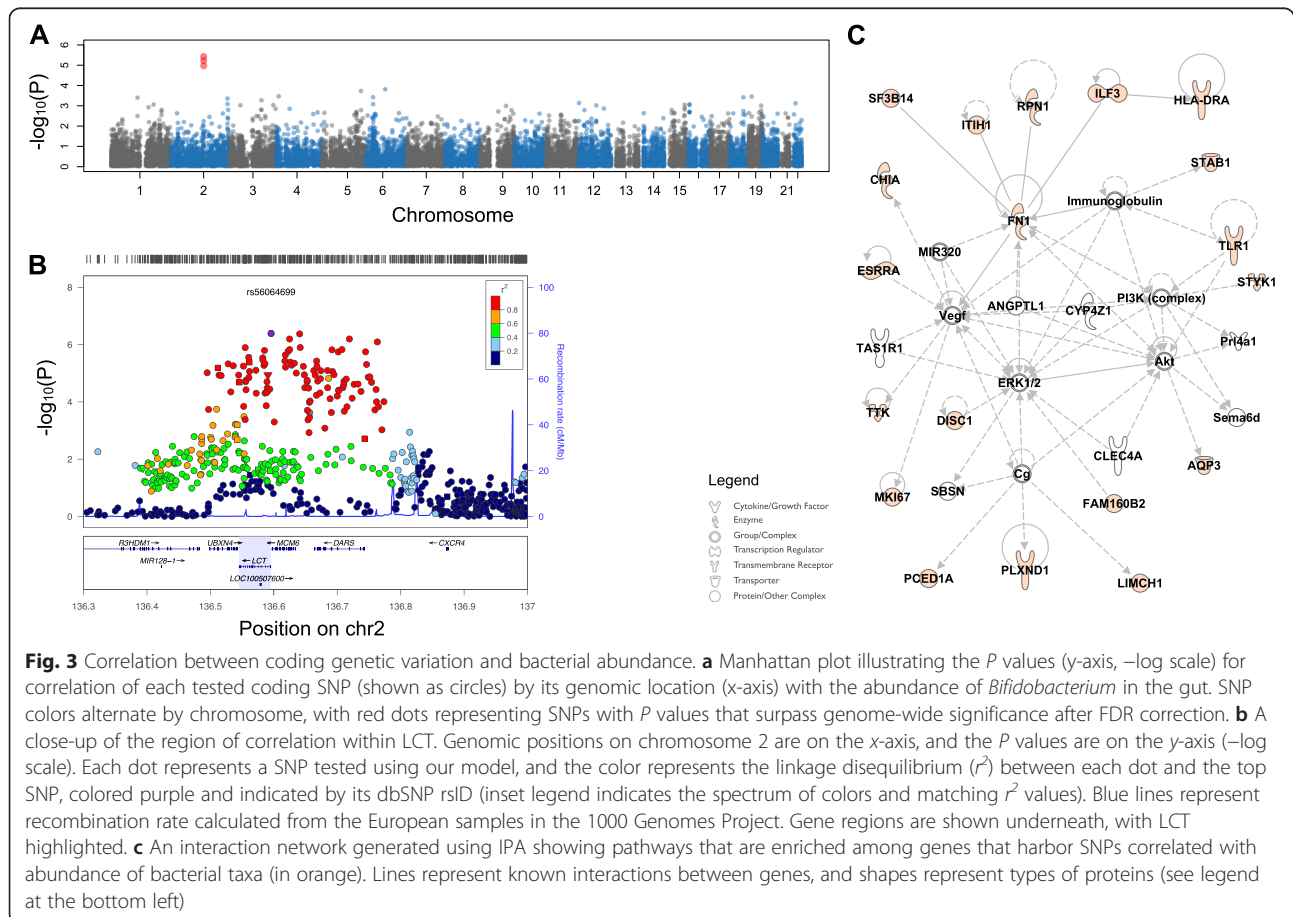 A
-log10(P)
6
5
4
3
2
1
0
1 2 3 4 5 6 7 8 9 10 11 12 13 14 15 17 19 21
Chromosome
B
rs56064699
-log10(P)
8
6
4
2
0
r2
0.8
0.6
0.4
0.2
100
80
60
40
20
0
Recombination rate (cM/Mb)
R3HDM1→ UBXN4→ ←MCM6 ←DARS ←CXCR4
MIR128−1→ ←LCT
LOC100507600→
136.3 136.4 136.5 136.6 136.7 136.8 136.9 137
Position on chr2
C
SF3B14
ITIH1
RPN1
ILF3
HLA-DRA
STAB1
CHIA
FN1
Immunoglobulin
TLR1
MIR320
ESRRA
STYK1
Vegf
ANGPTL1
CYP4Z1
PI3K (complex)
TAS1R1
Prl4a1
Akt
ERK1/2
TTK
DISC1
Sema6d
CLEC4A
AQP3
Cg
MKI67
SBSN
FAM160B2
PCED1A
PLXND1
LIMCH1
Legend
Cytokine/Growth Factor
Enzyme
Group/Complex
Transcription Regulator
Transmembrane Receptor
Transporter
Protein/Other Complex
Fig. 3 Correlation between coding genetic variation and bacterial abundance. a Manhattan plot illustrating the P values (y-axis, −log scale) for
correlation of each tested coding SNP (shown as circles) by its genomic location (x-axis) with the abundance of Bifidobacterium in the gut. SNP
colors alternate by chromosome, with red dots representing SNPs with P values that surpass genome-wide significance after FDR correction. b A
close-up of the region of correlation within LCT. Genomic positions on chromosome 2 are on the x-axis, and the P values are on the y-axis (−log
scale). Each dot represents a SNP tested using our model, and the color represents the linkage disequilibrium (r2) between each dot and the top
SNP, colored purple and indicated by its dbSNP rsID (inset legend indicates the spectrum of colors and matching r2 values). Blue lines represent
recombination rate calculated from the European samples in the 1000 Genomes Project. Gene regions are shown underneath, with LCT
highlighted. c An interaction network generated using IPA showing pathways that are enriched among genes that harbor SNPs correlated with
abundance of bacterial taxa (in orange). Lines represent known interactions between genes, and shapes represent types of proteins (see legend
at the bottom left)